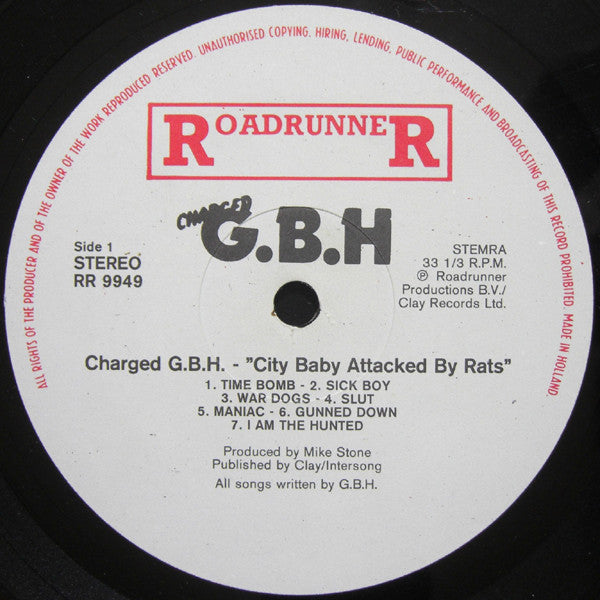 ALL RIGHTS OF THE PRODUCER AND OF THE OWNER OF THE WORK REPRODUCED RESERVED. UNAUTHORISED COPYING, HIRING, LENDING, PUBLIC PERFORMANCE AND BROADCASTING OF THIS RECORD PROHIBITED. MADE IN HOLLAND.
ROADRUNNER
CHARGED
G.B.H
Side 1
STEREO
RR 9949
STEMRA
33 1/3 R.P.M.
℗ Roadrunner
Productions B.V./
Clay Records Ltd.
Charged G.B.H. - "City Baby Attacked By Rats"
1. TIME BOMB - 2. SICK BOY
3. WAR DOGS - 4. SLUT
5. MANIAC - 6. GUNNED DOWN
7. I AM THE HUNTED
Produced by Mike Stone
Published by Clay/Intersong
All songs written by G.B.H.